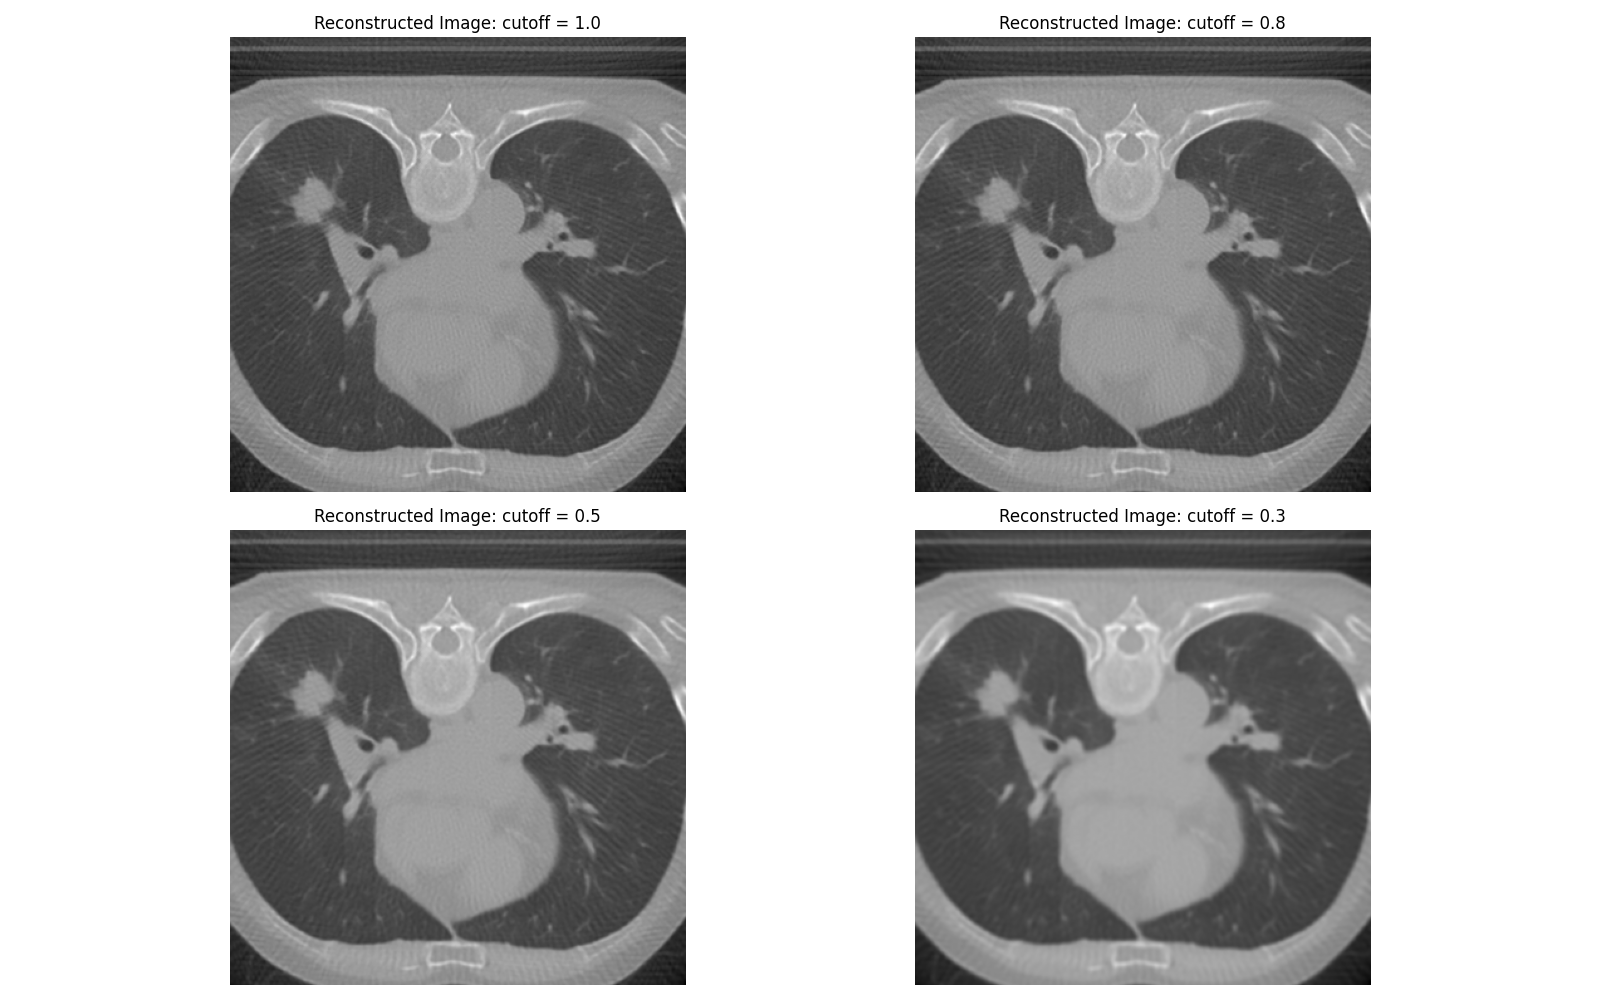 Reconstructed Image: cutoff = 1.0
Reconstructed Image: cutoff = 0.8
Reconstructed Image: cutoff = 0.5
Reconstructed Image: cutoff = 0.3